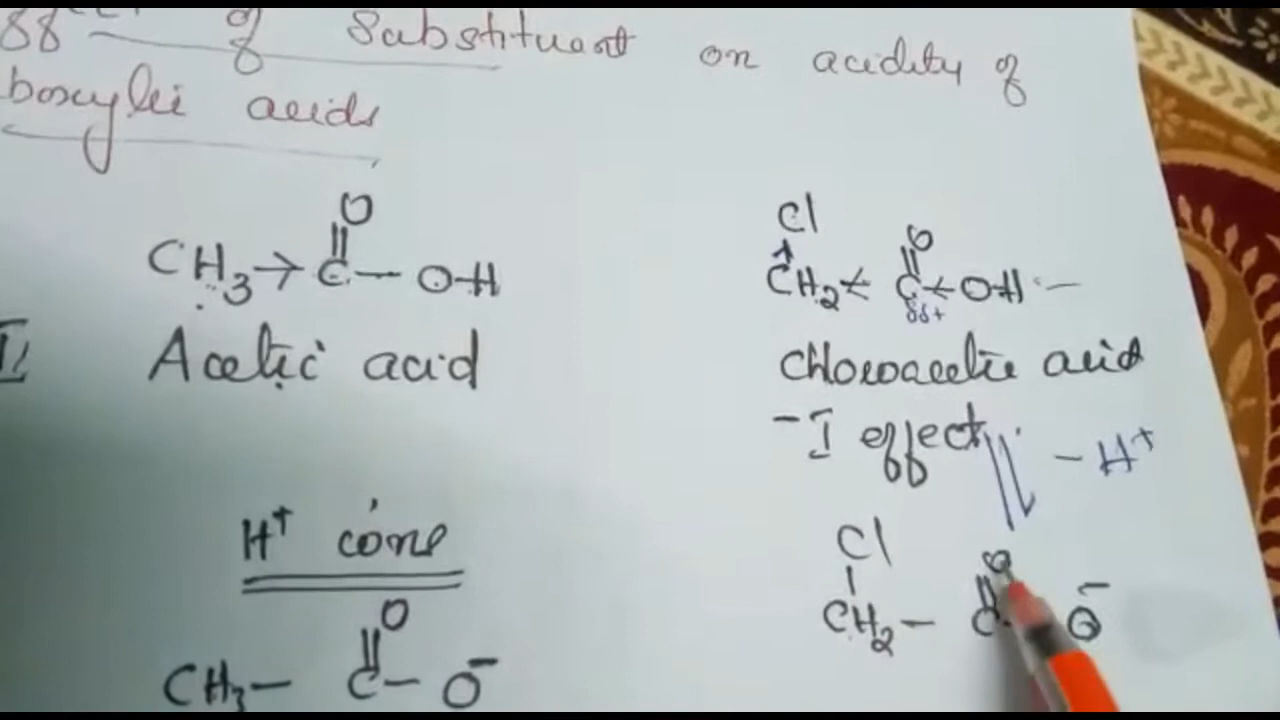 of Substituent on acidity of
boxylic acids
O Cl O
CH3→ C — OH CH2 ← C ← OH
δδ+
Acetic acid Chloroacetic acid
-I effect -H+
H+ conc Cl O
O CH2 - C O-
CH3 - C - O-